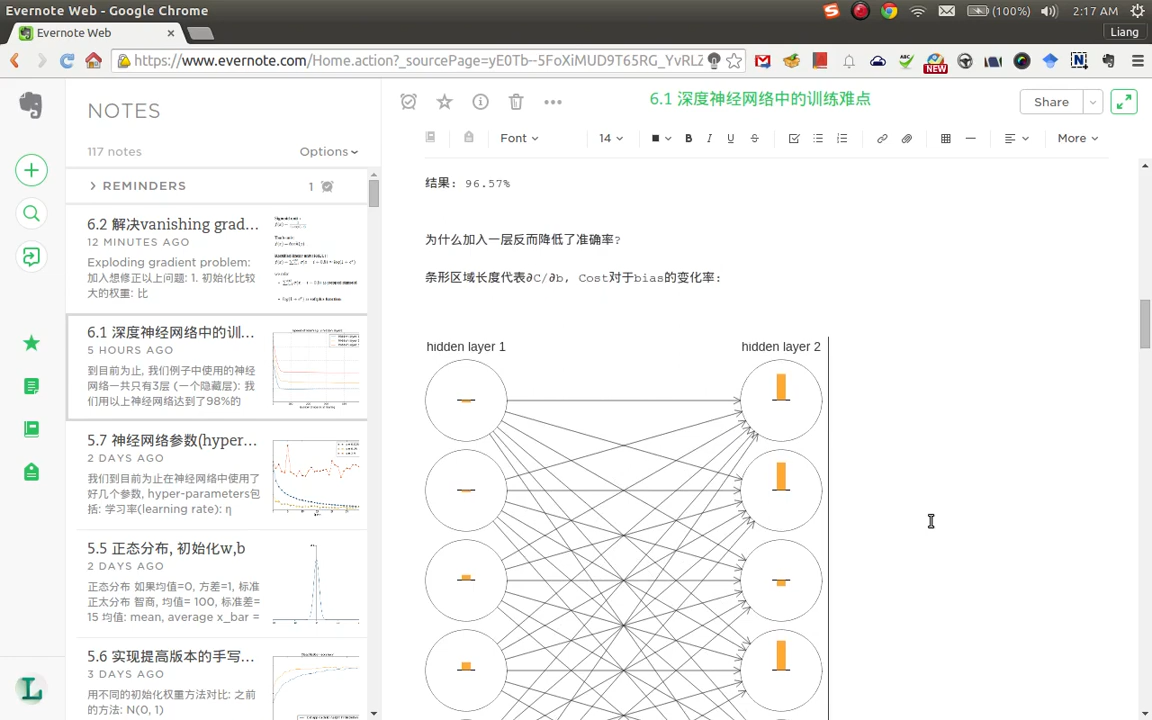 Evernote Web - Google Chrome
(100%)
2:17 AM
Evernote Web
Liang
https://www.evernote.com/Home.action?_sourcePage=yE0Tb--5FoXiMUD9T65RG_YvRLZ
NEW
NOTES
6.1 深度神经网络中的训练难点
Share
117 notes
Options
Font
14
B
I
U
More
REMINDERS
1
6.2 解决vanishing grad...
12 MINUTES AGO
Exploding gradient problem:
加入想修正以上问题: 1. 初始化比较
大的权重: 比
6.1 深度神经网络中的训...
5 HOURS AGO
到目前为止, 我们例子中使用的神经
网络一共只有3层 (一个隐藏层): 我
们用以上神经网络达到了98%的
5.7 神经网络参数(hyper...
2 DAYS AGO
我们到目前为止在神经网络中使用了
好几个参数, hyper-parameters包
括: 学习率(learning rate): η
5.5 正态分布, 初始化w,b
2 DAYS AGO
正态分布 如果均值=0, 方差=1, 标准
正太分布 智商, 均值= 100, 标准差=
15 均值: mean, average x_bar =
5.6 实现提高版本的手写...
3 DAYS AGO
用不同的初始化权重方法对比: 之前
的方法: N(0, 1)
结果: 96.57%
为什么加入一层反而降低了准确率?
条形区域长度代表∂C/∂b, Cost对于bias的变化率:
hidden layer 1
hidden layer 2